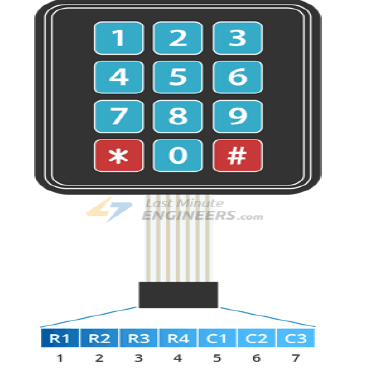 1 2 3
4 5 6
7 8 9
* 0 #
Last Minute
ENGINEERS.com
R1 R2 R3 R4 C1 C2 C3
1 2 3 4 5 6 7